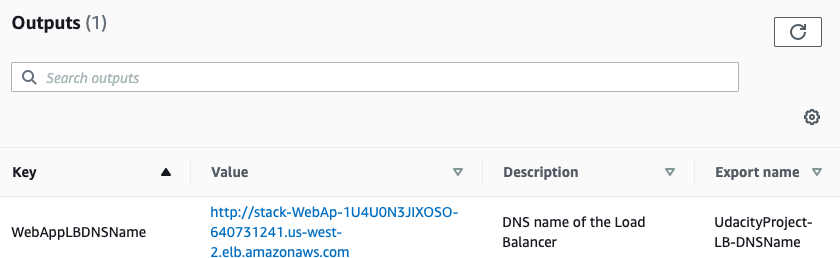 Outputs (1)
Search outputs
Key Value Description Export name
WebAppLBDNSName
http://stack-WebAp-1U4U0N3JIXOSO-
640731241.us-west-
2.elb.amazonaws.com
DNS name of the Load
Balancer
UdacityProject-
LB-DNSName